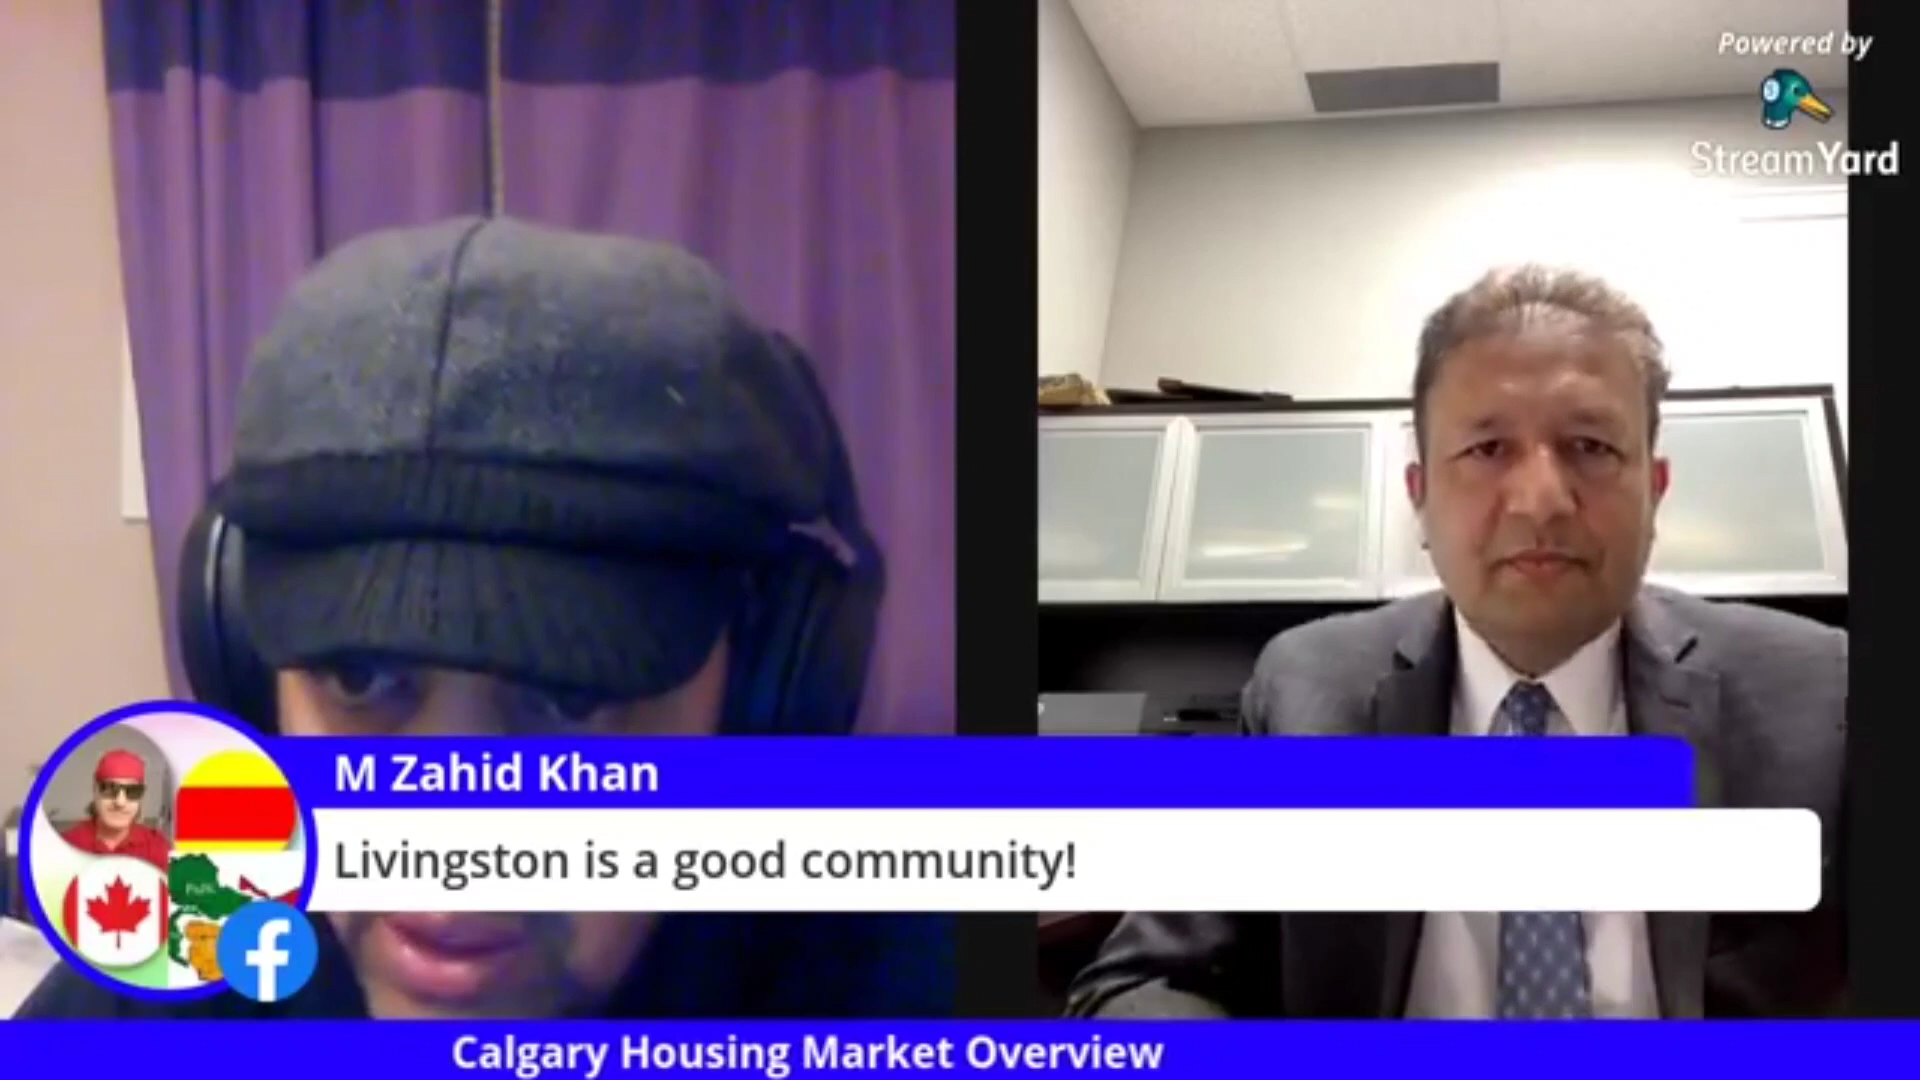 Powered by
StreamYard
M Zahid Khan
Livingston is a good community!
Calgary Housing Market Overview